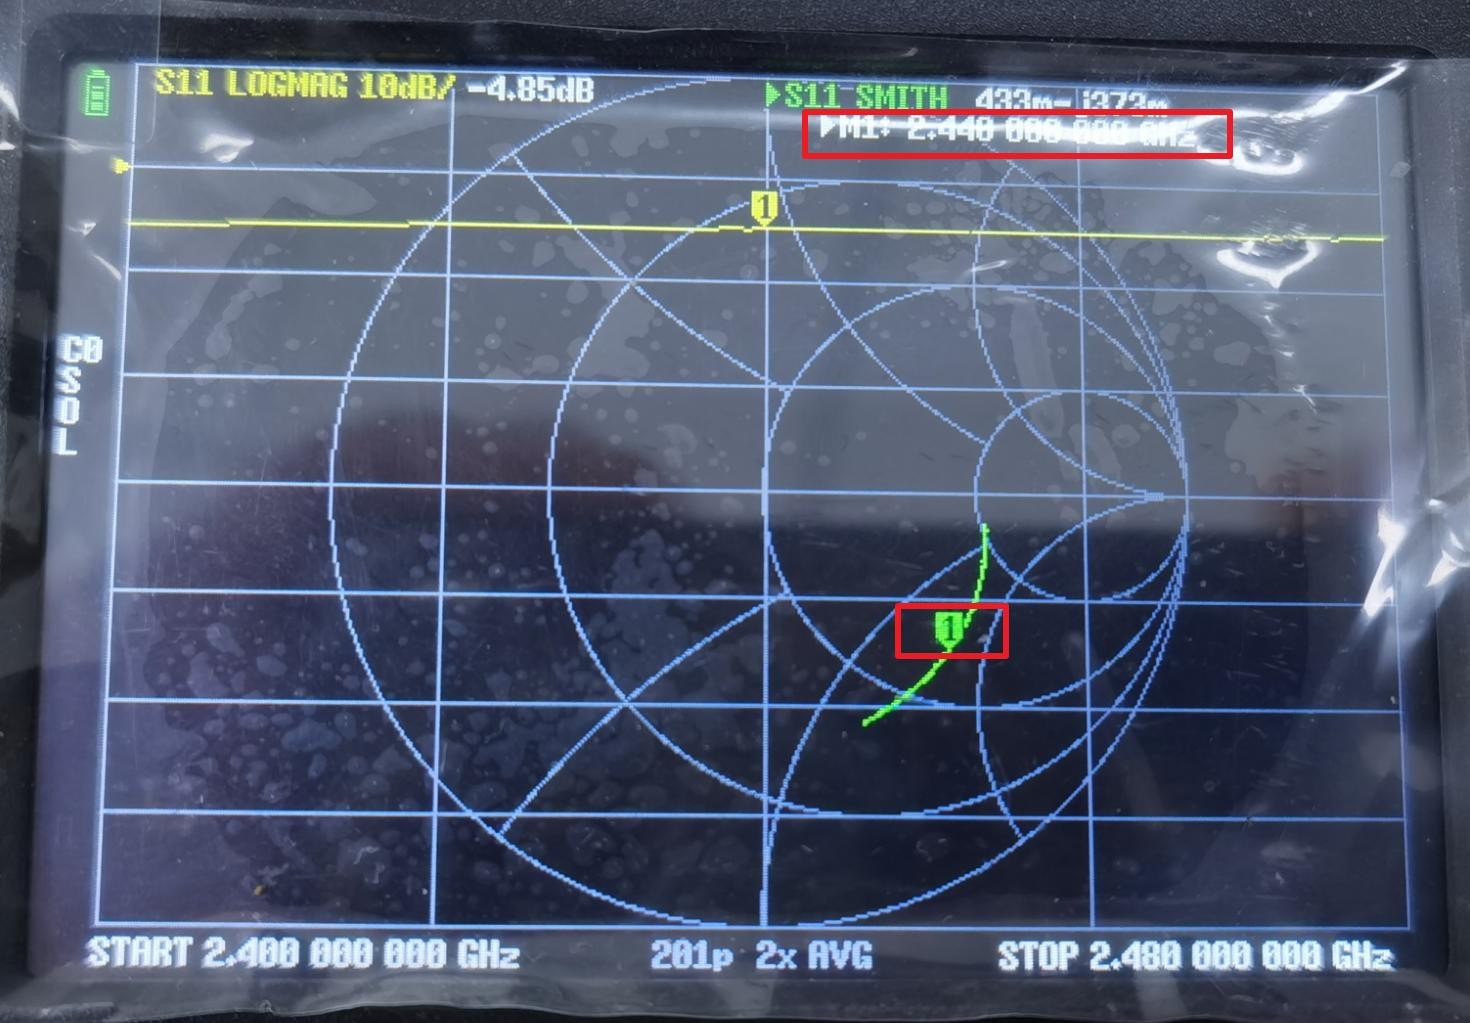 S11 LOGMAG 10dB/ -4.85dB
▶S11 SMITH 433m-j373m
▶M1: 2.440 000 000 GHz
1
C0
S
O
L
1
START 2.400 000 000 GHz
201p 2x AVG
STOP 2.480 000 000 GHz